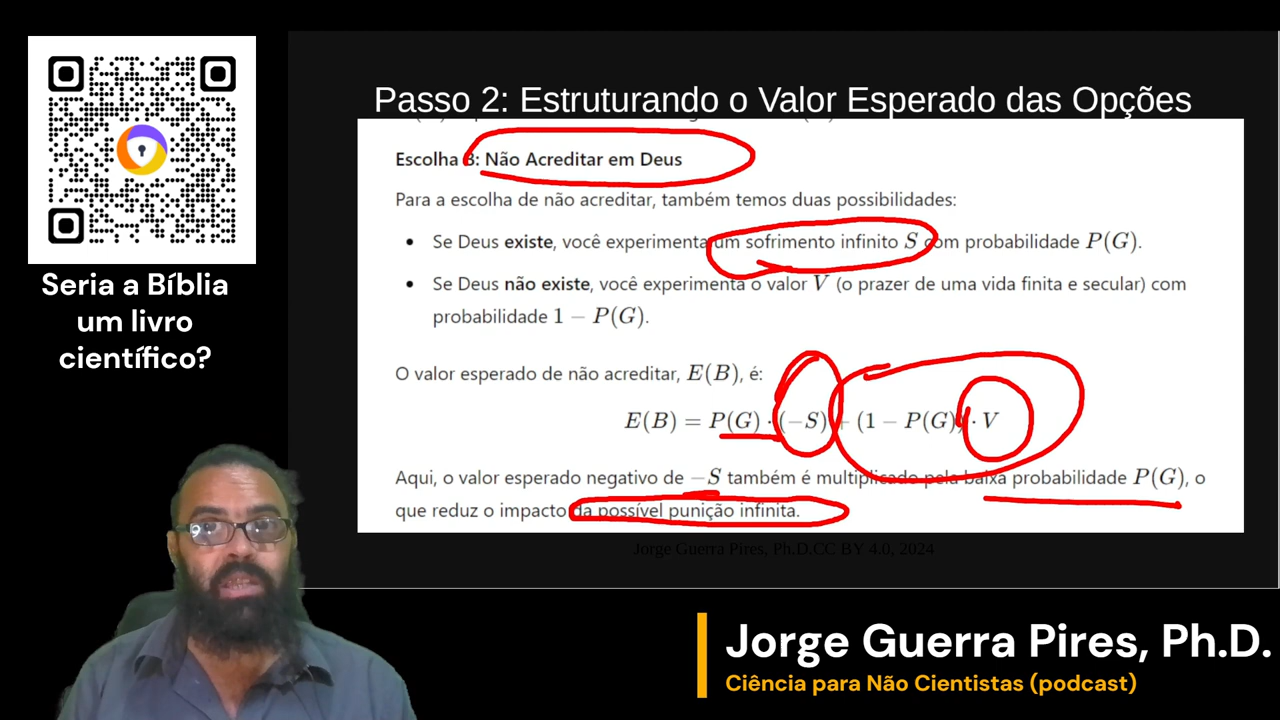 Passo 2: Estruturando o Valor Esperado das Opções
Escolha B: Não Acreditar em Deus
Para a escolha de não acreditar, também temos duas possibilidades:
• Se Deus existe, você experimenta um sofrimento infinito S com probabilidade P(G).
• Se Deus não existe, você experimenta o valor V (o prazer de uma vida finita e secular) com
probabilidade 1 − P(G).
O valor esperado de não acreditar, E(B), é:
E(B) = P(G) · (−S) + (1 − P(G)) · V
Aqui, o valor esperado negativo de −S também é multiplicado pela baixa probabilidade P(G), o
que reduz o impacto da possível punição infinita.
Jorge Guerra Pires, Ph.D.CC BY 4.0, 2024
Seria a Bíblia
um livro
científico?
Jorge Guerra Pires, Ph.D.
Ciência para Não Cientistas (podcast)